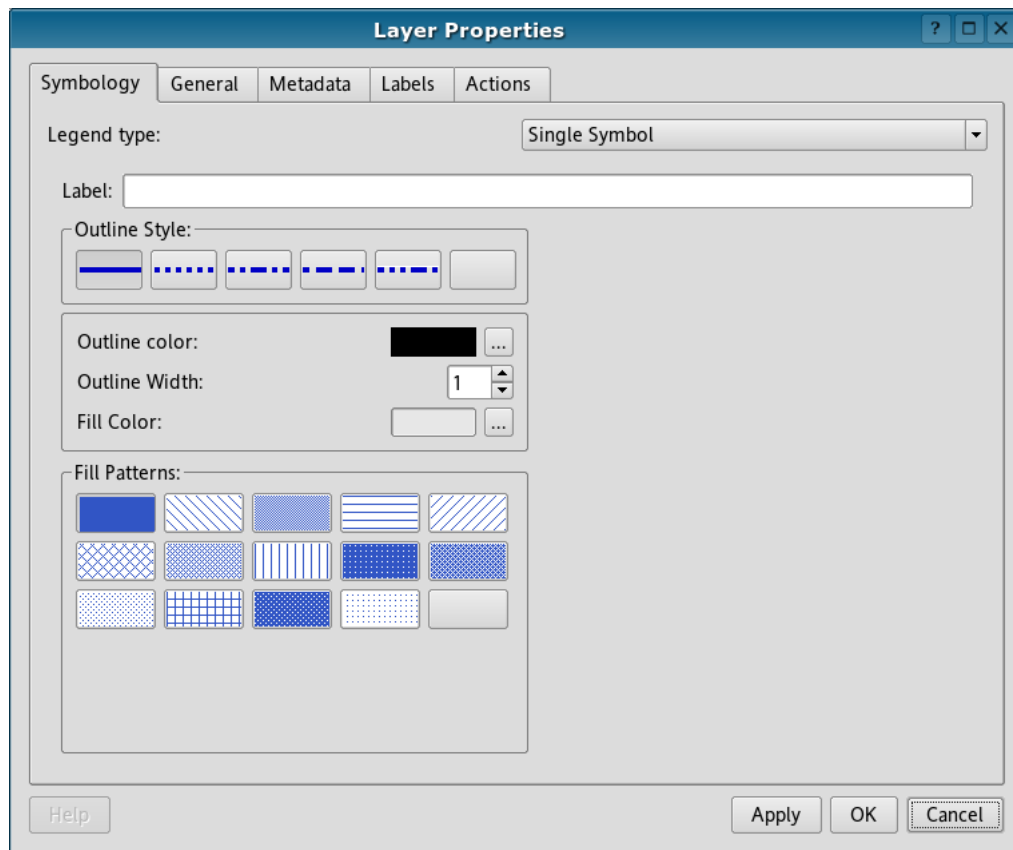 Layer Properties
?
Symbology General Metadata Labels Actions
Legend type: Single Symbol
Label:
Outline Style:
Outline color: ...
Outline Width: 1
Fill Color: ...
Fill Patterns:
Help Apply OK Cancel